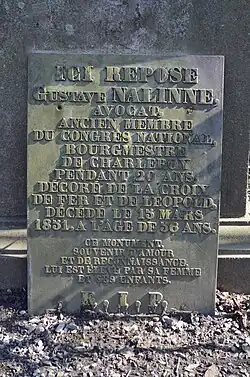 ICI REPOSE
GUSTAVE NALINNE,
AVOCAT,
ANCIEN MEMBRE
DU CONGRÈS NATIONAL,
BOURGMESTRE
DE CHARLEROY
PENDANT 20 ANS,
DÉCORÉ DE LA CROIX
DE FER ET DE LÉOPOLD,
DÉCÉDÉ LE 15 MARS
A L'AGE DE 56 ANS.
CE MONUMENT,
SOUVENIR D'AMOUR
ET DE RECONNAISSANCE,
LUI EST ÉLEVÉ PAR SA FEMME
ET SES ENFANTS.
R.I.P.